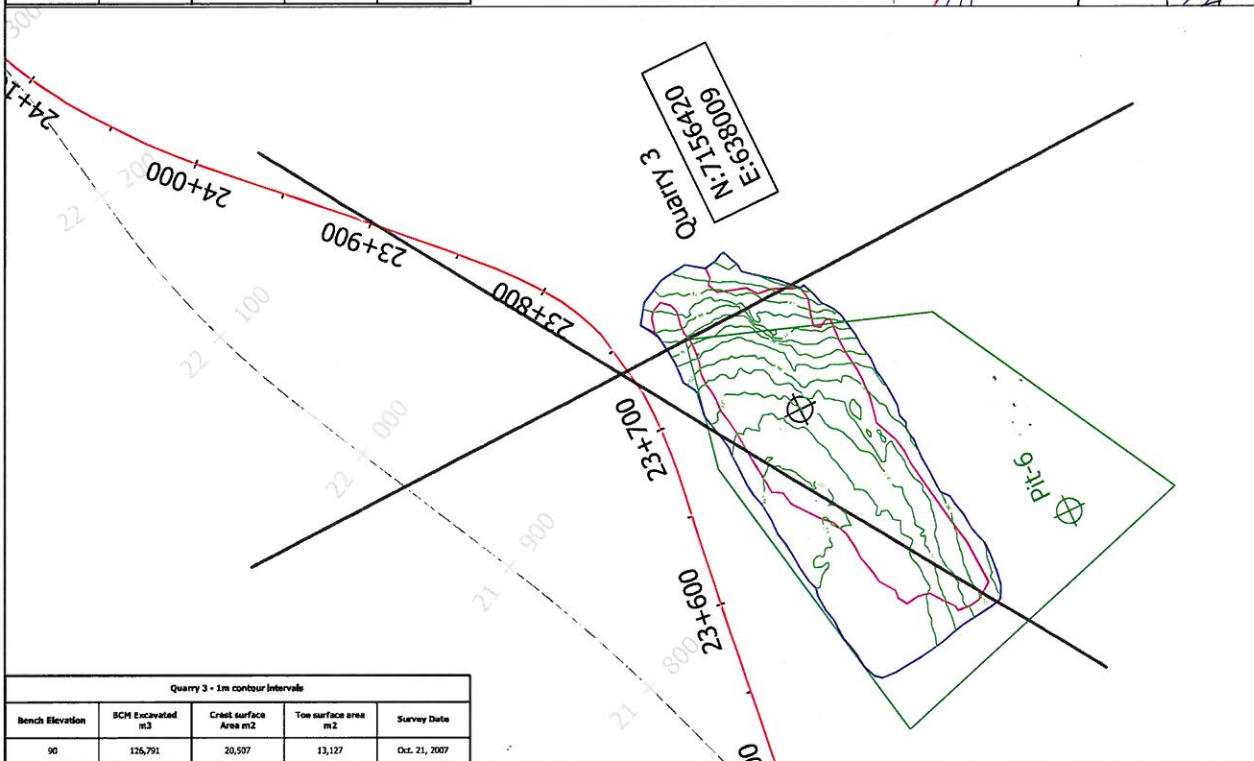 300
24+1
22 + 200
24+000
22 + 100
23+900
23+800
22 + 000
23+700
21 + 900
23+600
21 + 800
Quarry 3
N:7156420
E:638009
Pit-6
Quarry 3 - 1m contour intervals
Bench Elevation
BCM Excavated m3
Crest surface Area m2
Toe surface area m2
Survey Date
90
126,791
20,507
13,127
Oct. 21, 2007